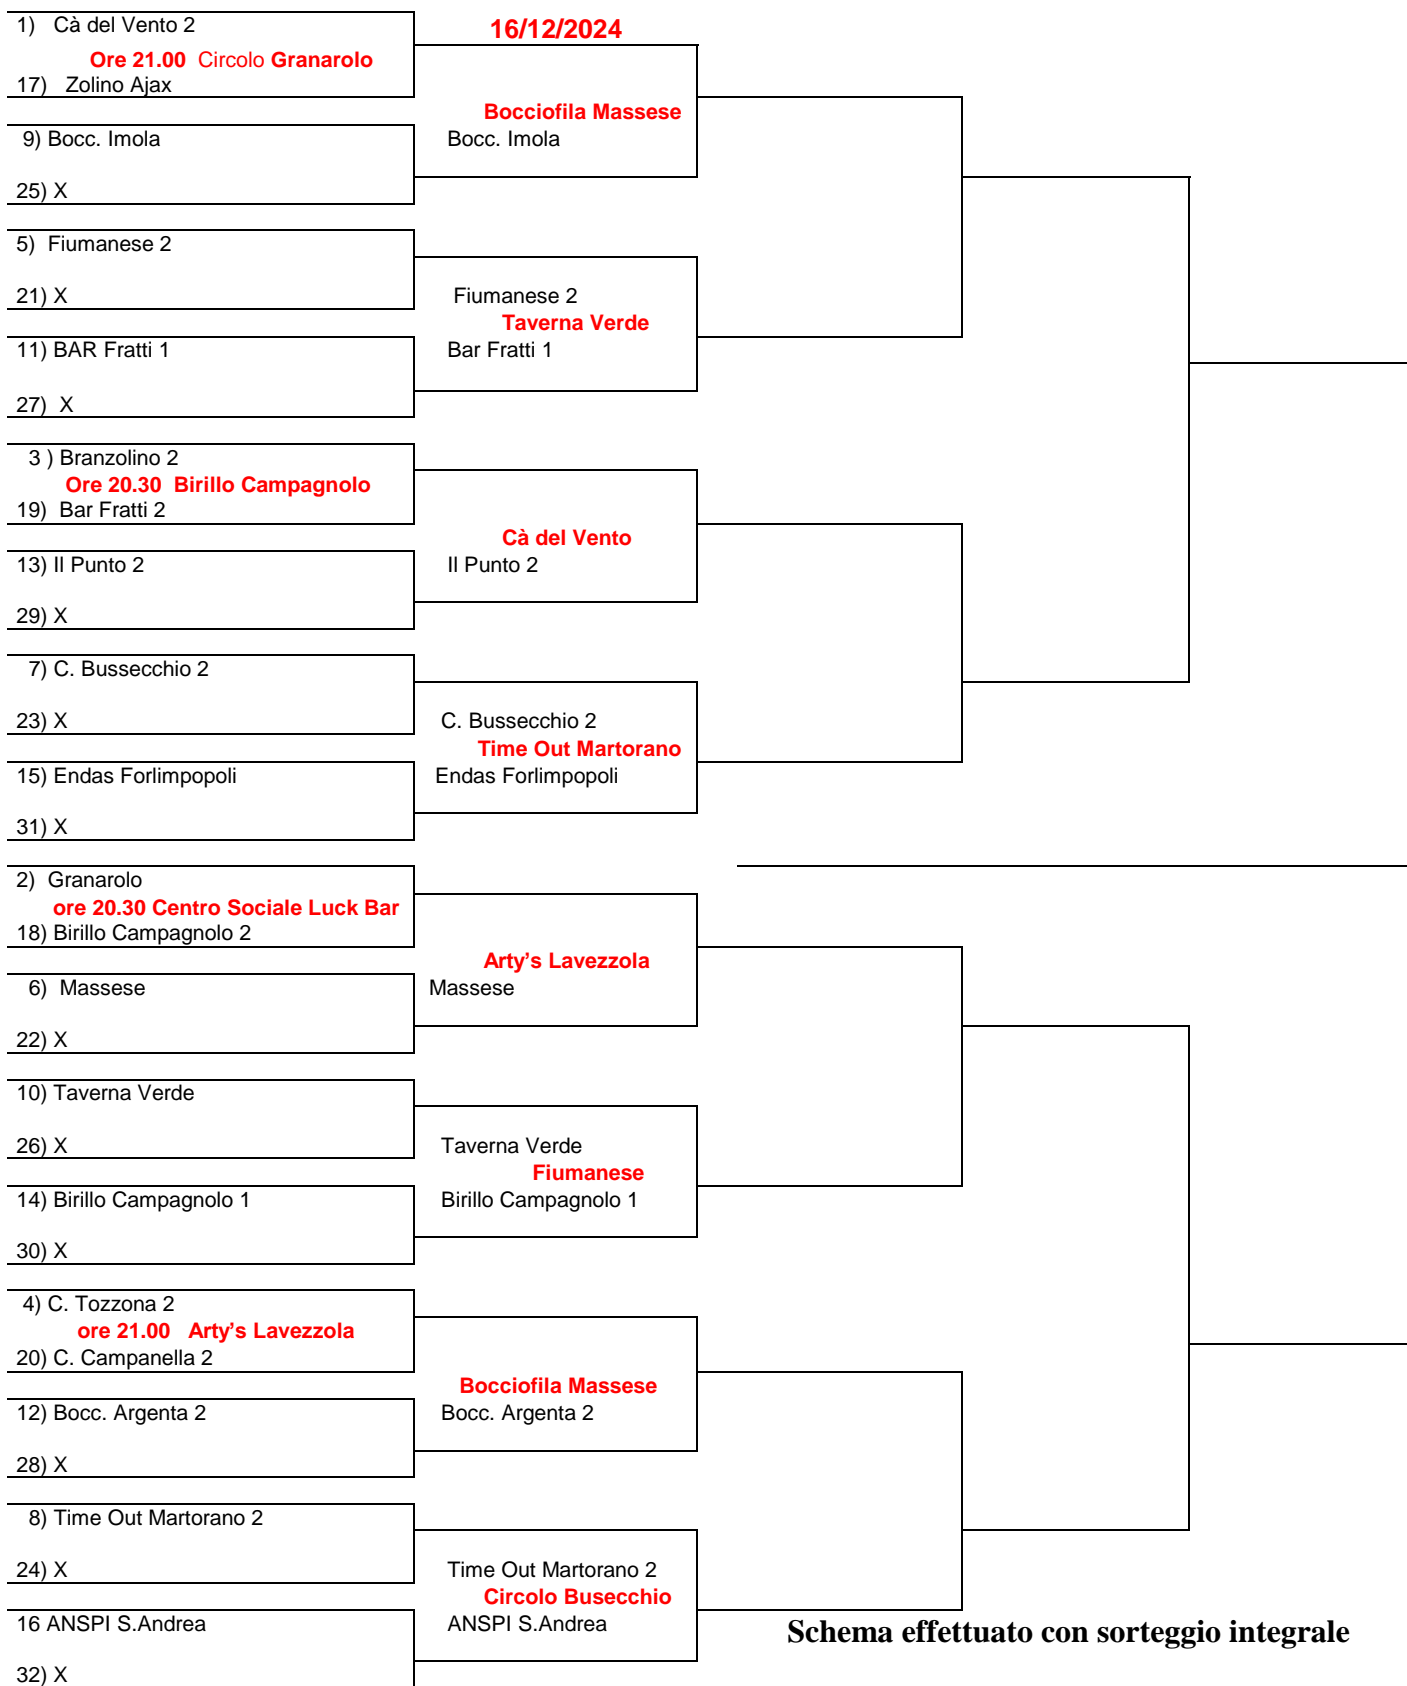 1) Cà del Vento 2
16/12/2024
Ore 21.00 Circolo Granarolo
17) Zolino Ajax
Bocciofila Massese
9) Bocc. Imola
Bocc. Imola
25) X
5) Fiumanese 2
21) X
Fiumanese 2
Taverna Verde
11) BAR Fratti 1
Bar Fratti 1
27) X
3 ) Branzolino 2
Ore 20.30 Birillo Campagnolo
19) Bar Fratti 2
Cà del Vento
13) Il Punto 2
Il Punto 2
29) X
7) C. Bussecchio 2
23) X
C. Bussecchio 2
Time Out Martorano
15) Endas Forlimpopoli
Endas Forlimpopoli
31) X
2) Granarolo
ore 20.30 Centro Sociale Luck Bar
18) Birillo Campagnolo 2
Arty's Lavezzola
6) Massese
Massese
22) X
10) Taverna Verde
26) X
Taverna Verde
Fiumanese
14) Birillo Campagnolo 1
Birillo Campagnolo 1
30) X
4) C. Tozzona 2
ore 21.00 Arty's Lavezzola
20) C. Campanella 2
Bocciofila Massese
12) Bocc. Argenta 2
Bocc. Argenta 2
28) X
8) Time Out Martorano 2
24) X
Time Out Martorano 2
Circolo Busecchio
16 ANSPI S.Andrea
ANSPI S.Andrea
Schema effettuato con sorteggio integrale
32) X